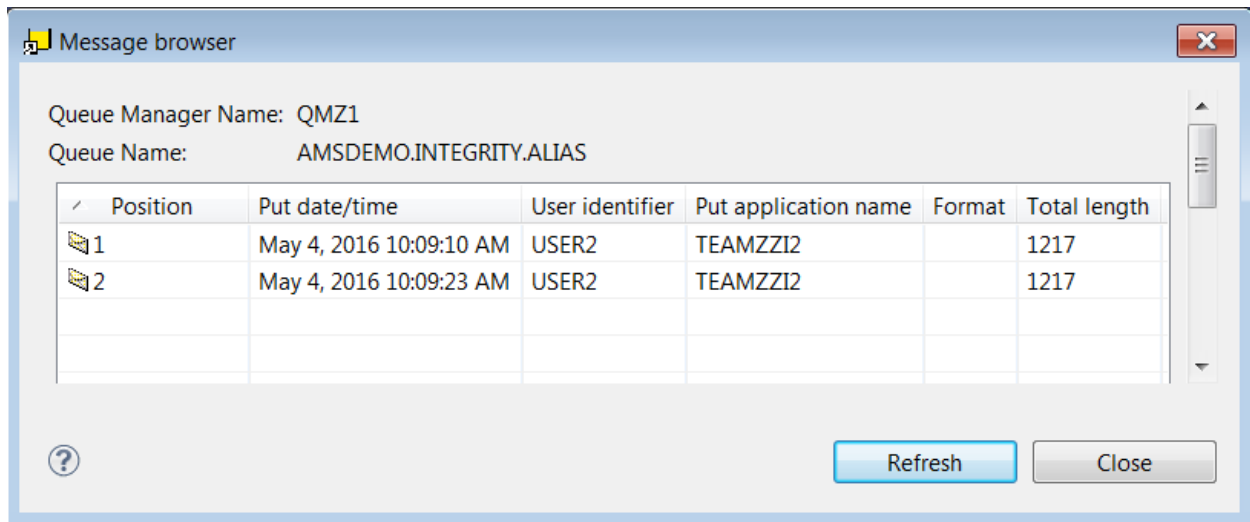 Message browser
Queue Manager Name: QMZ1
Queue Name: AMSDEMO.INTEGRITY.ALIAS
Position Put date/time User identifier Put application name Format Total length
1 May 4, 2016 10:09:10 AM USER2 TEAMZZI2 1217
2 May 4, 2016 10:09:23 AM USER2 TEAMZZI2 1217
? Refresh Close